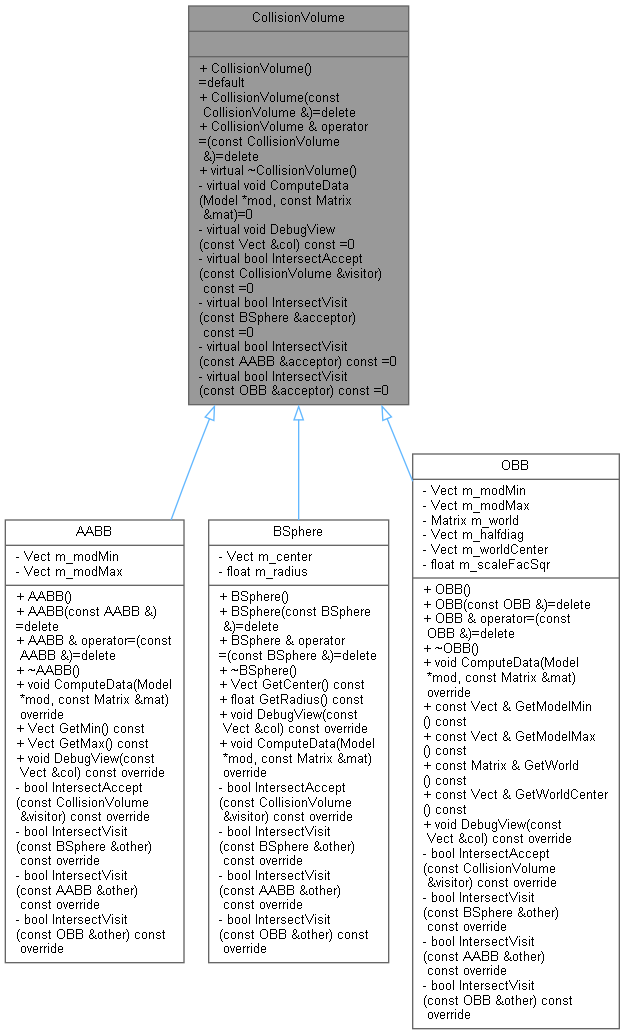 CollisionVolume
+ CollisionVolume()
=default
+ CollisionVolume(const
CollisionVolume &)=delete
+ CollisionVolume & operator
=(const CollisionVolume
&)=delete
+ virtual ~CollisionVolume()
- virtual void ComputeData
(Model *mod, const Matrix
&mat)=0
- virtual void DebugView
(const Vect &col) const =0
- virtual bool IntersectAccept
(const CollisionVolume &visitor)
const =0
- virtual bool IntersectVisit
(const BSphere &acceptor)
const =0
- virtual bool IntersectVisit
(const AABB &acceptor) const =0
- virtual bool IntersectVisit
(const OBB &acceptor) const =0
AABB
- Vect m_modMin
- Vect m_modMax
+ AABB()
+ AABB(const AABB &)
=delete
+ AABB & operator=(const
AABB &)=delete
+ ~AABB()
+ void ComputeData(Model
*mod, const Matrix &mat)
override
+ Vect GetMin() const
+ Vect GetMax() const
+ void DebugView(const
Vect &col) const override
- bool IntersectAccept
(const CollisionVolume
&visitor) const override
- bool IntersectVisit
(const BSphere &other)
const override
- bool IntersectVisit
(const AABB &other)
const override
- bool IntersectVisit
(const OBB &other) const
override
BSphere
- Vect m_center
- float m_radius
+ BSphere()
+ BSphere(const BSphere
&)=delete
+ BSphere & operator
=(const BSphere &)=delete
+ ~BSphere()
+ Vect GetCenter() const
+ float GetRadius() const
+ void DebugView(const
Vect &col) const override
+ void ComputeData(Model
*mod, const Matrix &mat)
override
- bool IntersectAccept
(const CollisionVolume
&visitor) const override
- bool IntersectVisit
(const BSphere &other)
const override
- bool IntersectVisit
(const AABB &other)
const override
- bool IntersectVisit
(const OBB &other) const
override
OBB
- Vect m_modMin
- Vect m_modMax
- Matrix m_world
- Vect m_halfdiag
- Vect m_worldCenter
- float m_scaleFacSqr
+ OBB()
+ OBB(const OBB &)=delete
+ OBB & operator=(const
OBB &)=delete
+ ~OBB()
+ void ComputeData(Model
*mod, const Matrix &mat)
override
+ const Vect & GetModelMin
() const
+ const Vect & GetModelMax
() const
+ const Matrix & GetWorld
() const
+ const Vect & GetWorldCenter
() const
+ void DebugView(const
Vect &col) const override
- bool IntersectAccept
(const CollisionVolume
&visitor) const override
- bool IntersectVisit
(const BSphere &other)
const override
- bool IntersectVisit
(const AABB &other)
const override
- bool IntersectVisit
(const OBB &other) const
override